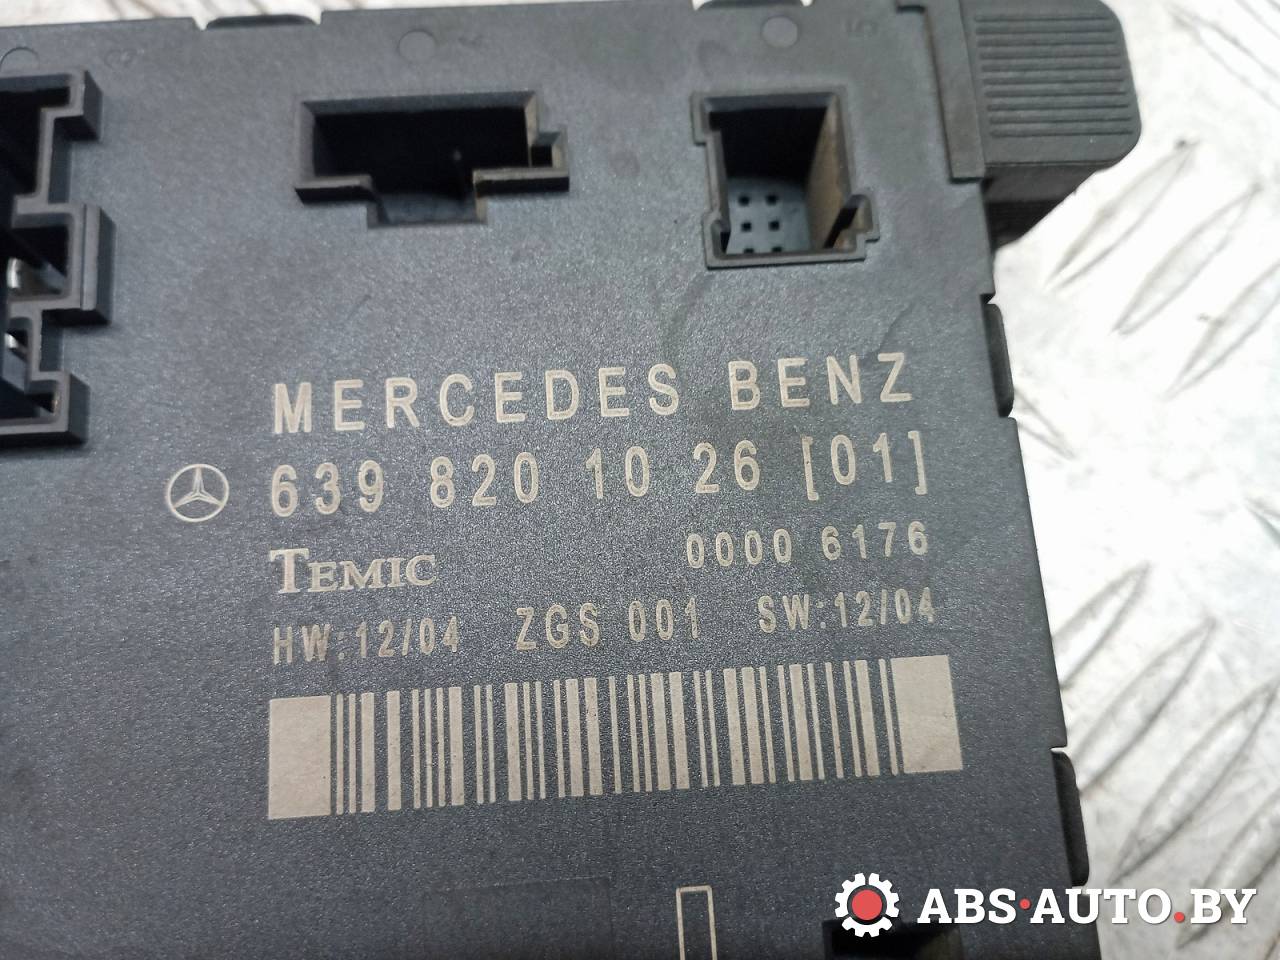 MERCEDES BENZ
639 820 10 26 [01]
TEMIC 0000 6176
HW:12/04 ZGS 001 SW:12/04
ABS·AUTO.BY